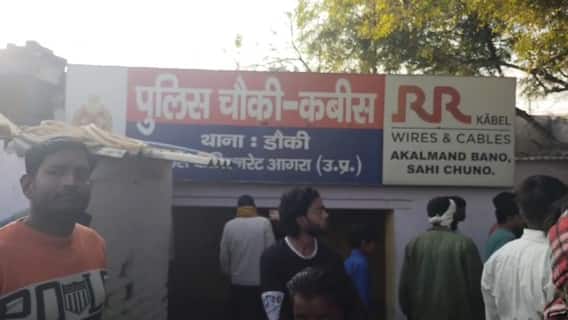 पुलिस चौकी-कबीस
थाना : डौकी
आगरा (उ.प्र.)
RR KABEL
WIRES & CABLES
AKALMAND BANO,
SAHI CHUNO.